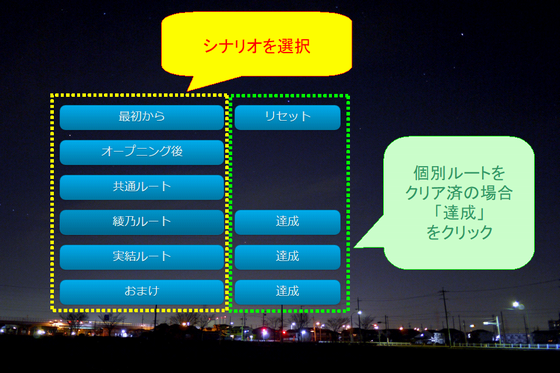 シナリオを選択
最初から
リセット
オープニング後
共通ルート
綾乃ルート
達成
実結ルート
達成
おまけ
達成
個別ルートを
クリア済の場合
「達成」
をクリック